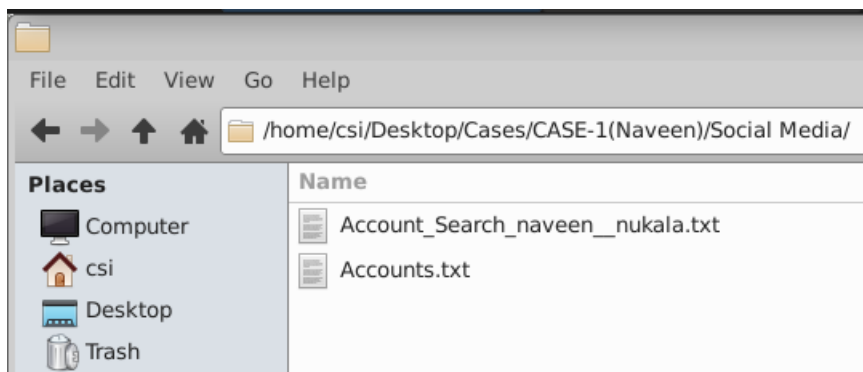 File Edit View Go Help
/home/csi/Desktop/Cases/CASE-1(Naveen)/Social Media/
Places
Name
Computer
Account_Search_naveen__nukala.txt
csi
Accounts.txt
Desktop
Trash